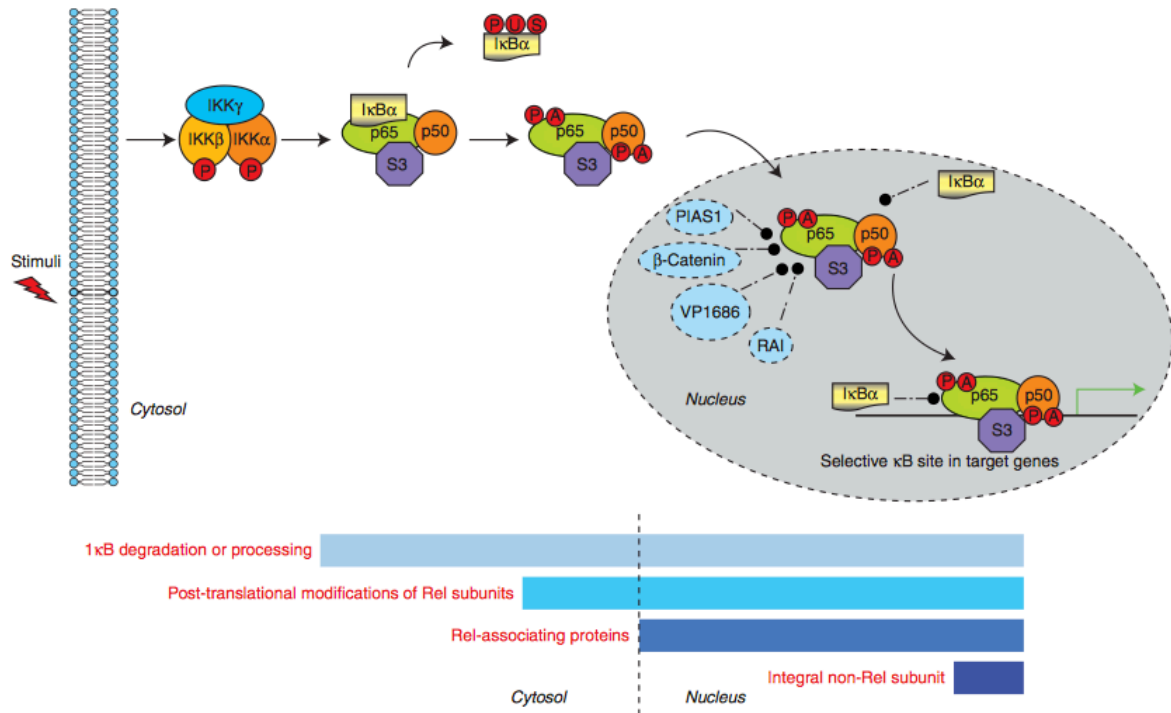 P U S
IκBα
IKKγ
IKKβ IKKα
P P
IκBα
p65 p50
S3
P A
p65 p50
P A
S3
Stimuli
Cytosol
IκBα
PIAS1
P A
p65 p50
P A
S3
β-Catenin
VP1686
RAI
Nucleus
IκBα
P A
p65 p50
P A
S3
Selective κB site in target genes
1κB degradation or processing
Post-translational modifications of Rel subunits
Rel-associating proteins
Integral non-Rel subunit
Cytosol Nucleus